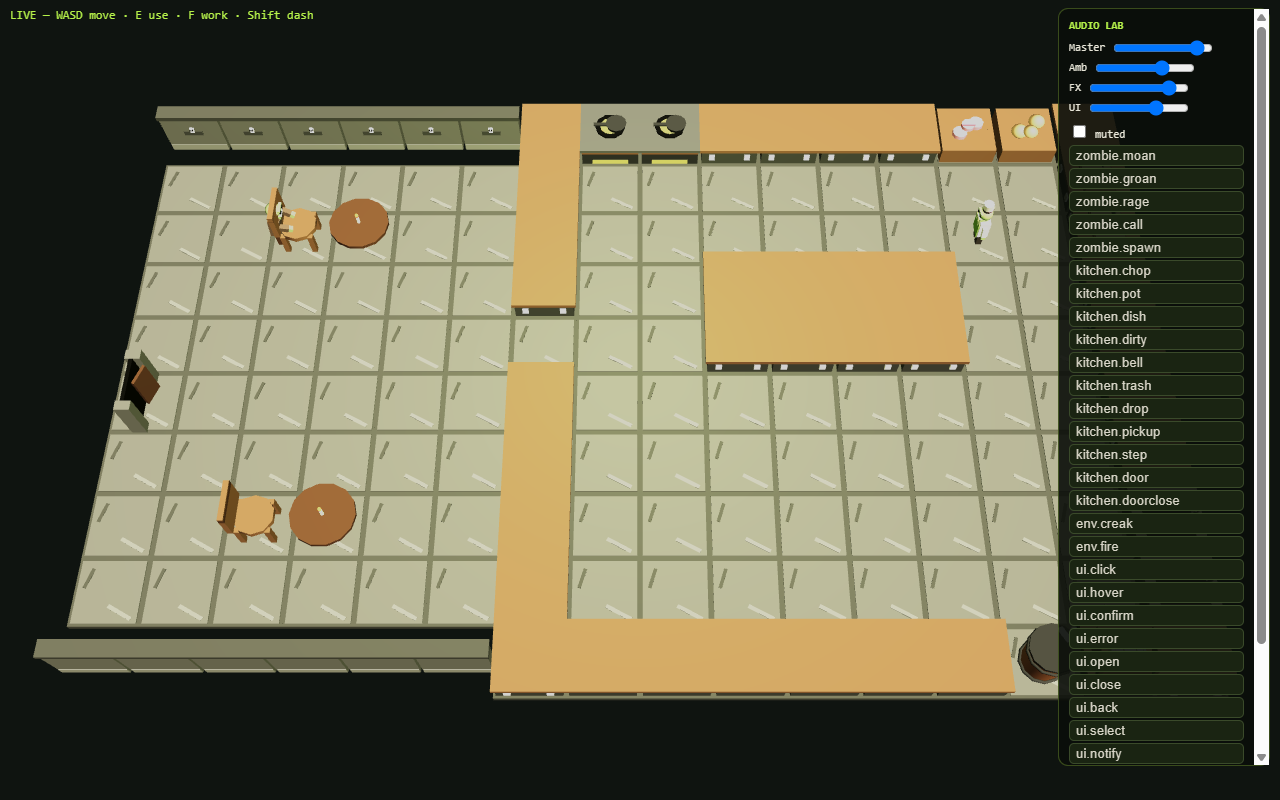 LIVE — WASD move · E use · F work · Shift dash
AUDIO LAB
Master
Amb
FX
UI
muted
zombie.moan
zombie.groan
zombie.rage
zombie.call
zombie.spawn
kitchen.chop
kitchen.pot
kitchen.dish
kitchen.dirty
kitchen.bell
kitchen.trash
kitchen.drop
kitchen.pickup
kitchen.step
kitchen.door
kitchen.doorclose
env.creak
env.fire
ui.click
ui.hover
ui.confirm
ui.error
ui.open
ui.close
ui.back
ui.select
ui.notify